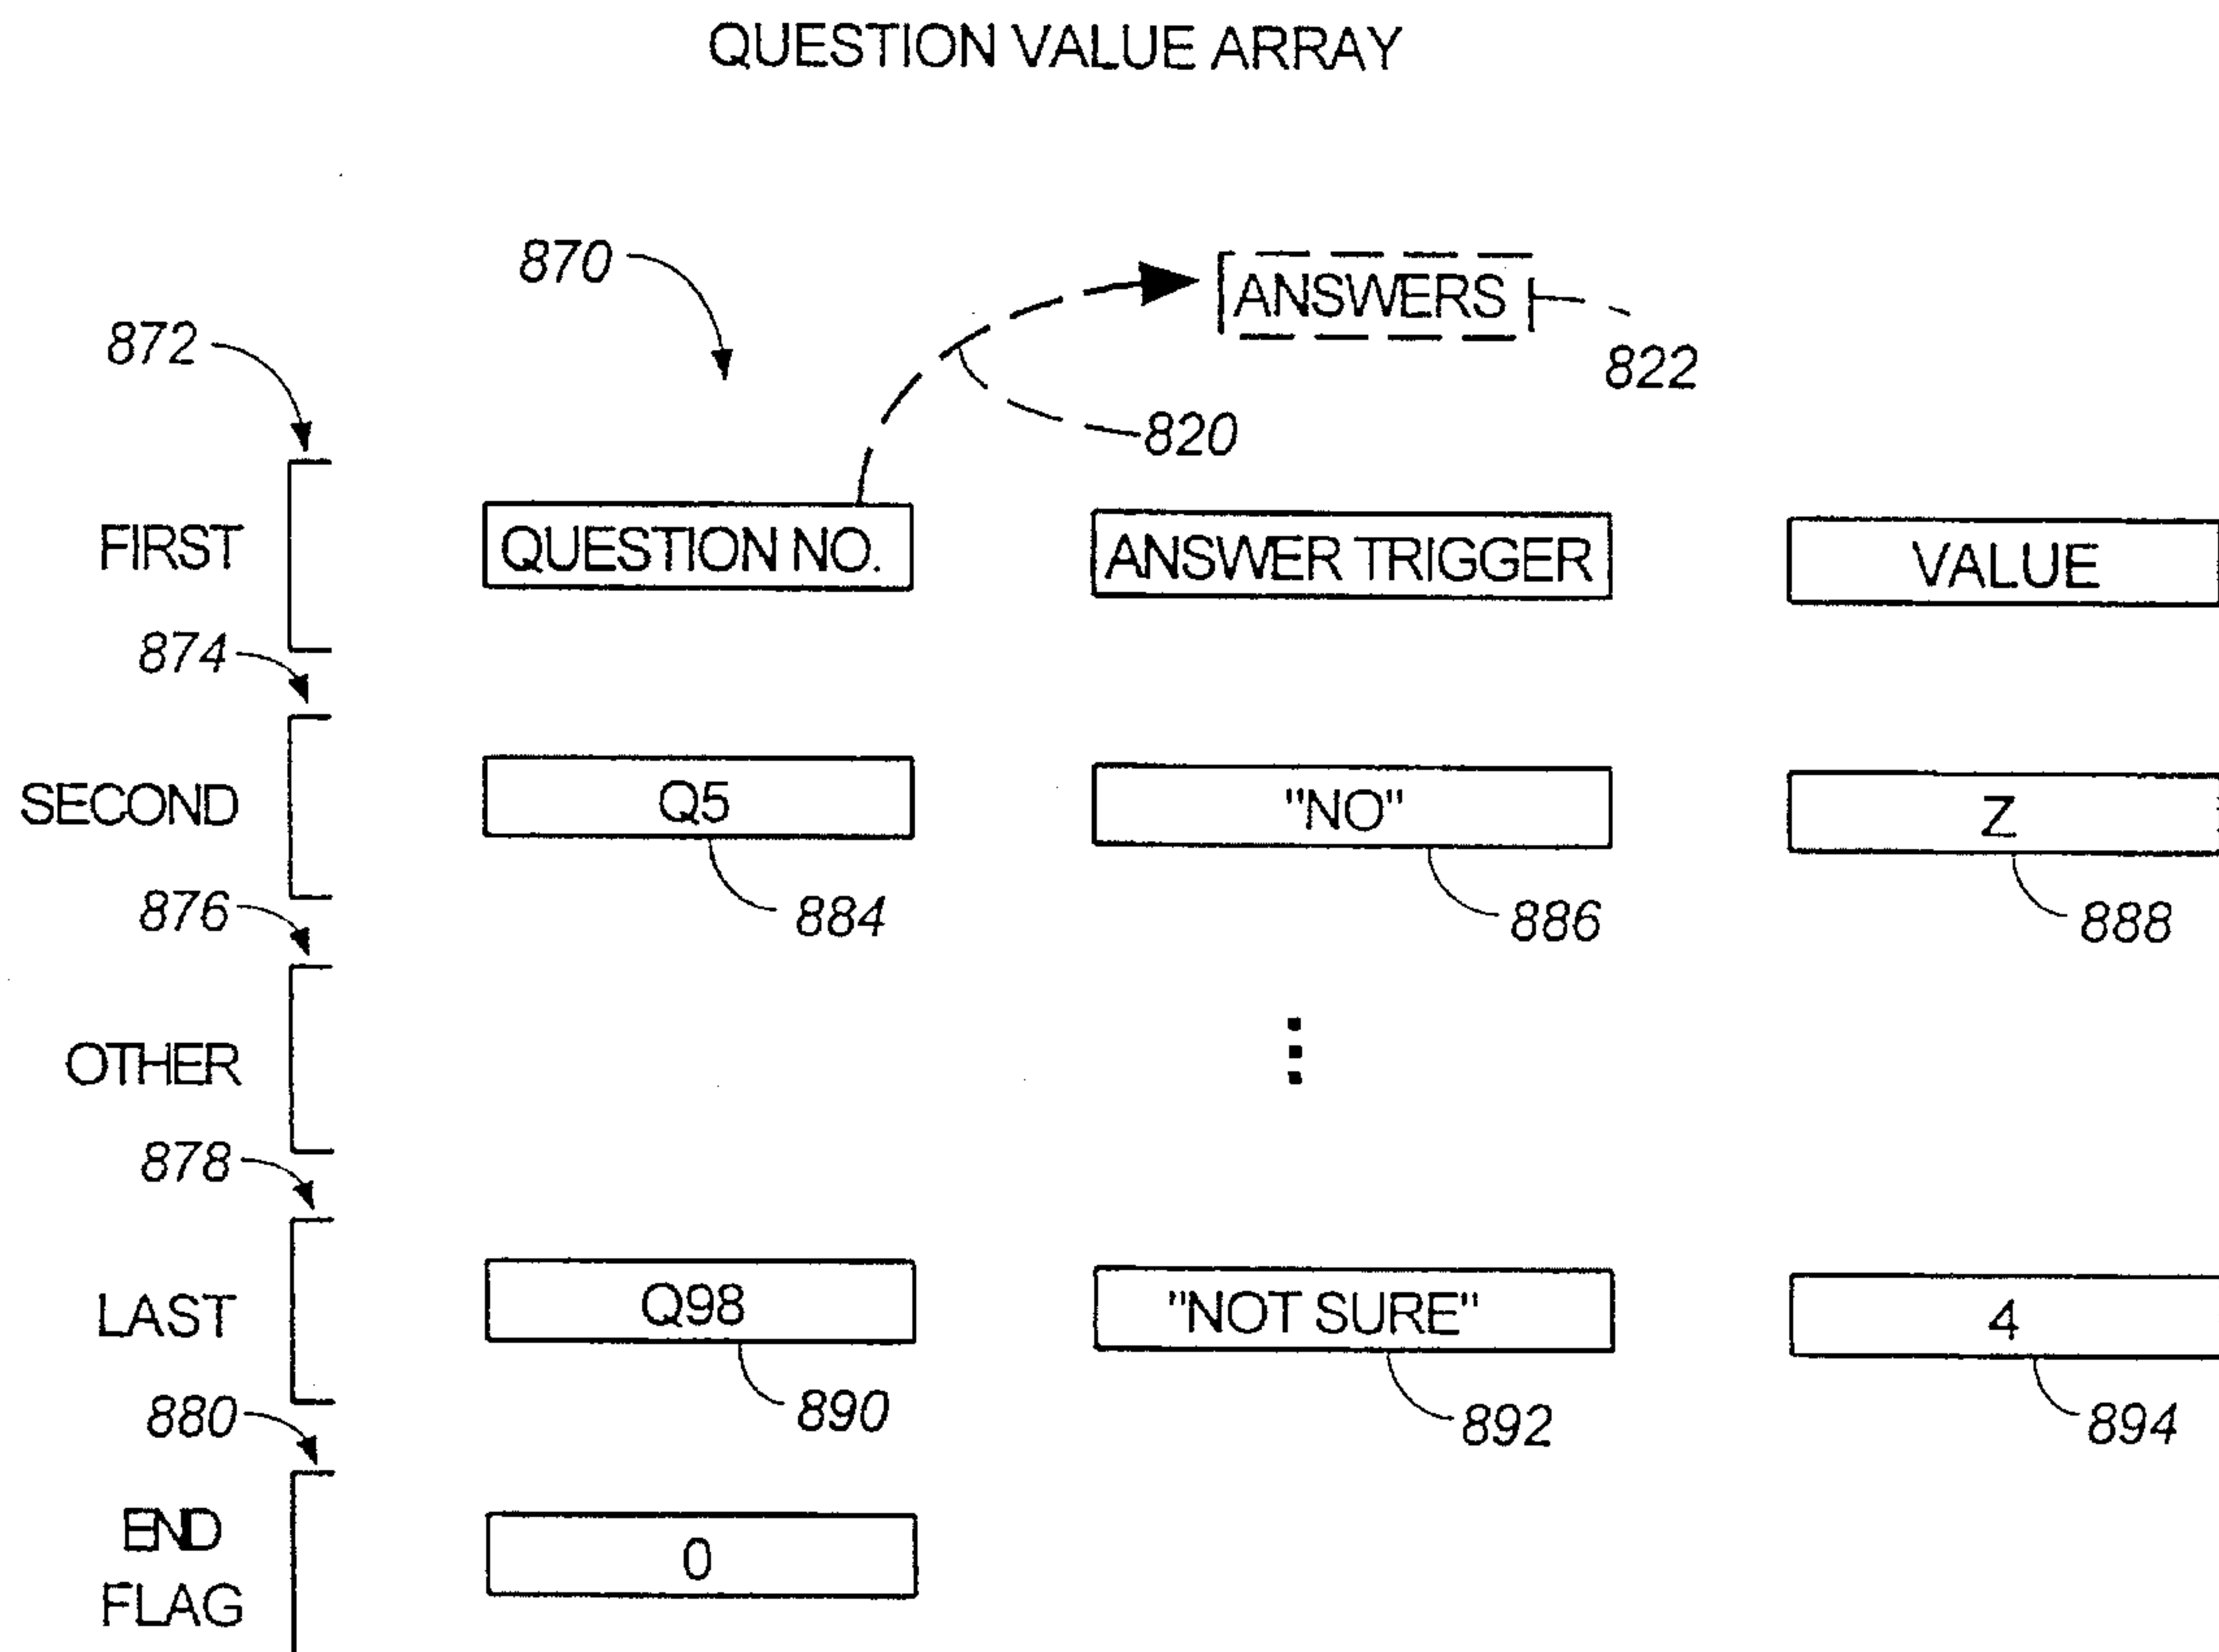 QUESTION VALUE ARRAY
870
ANSWERS
872
822
820
FIRST
QUESTION NO.
ANSWER TRIGGER
VALUE
874
SECOND
Q5
"NO"
Z
876
884
886
888
OTHER
878
LAST
Q98
"NOT SURE"
4
880
890
892
894
END
FLAG
0